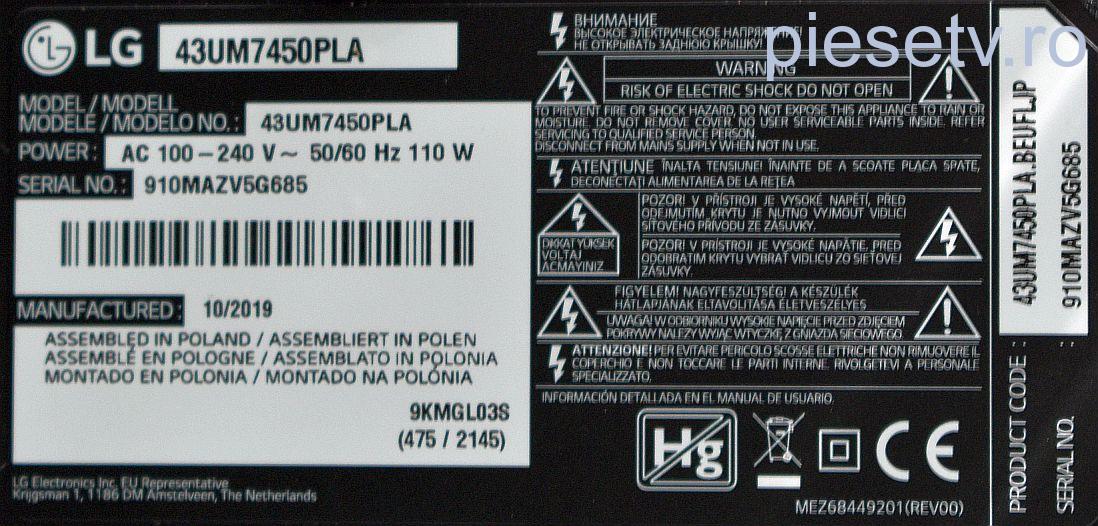 LG
43UM7450PLA
MODEL / MODELL
MODELE / MODELO NO.: 43UM7450PLA
POWER: AC 100 – 240 V ~ 50/60 Hz 110 W
SERIAL NO.: 910MAZV5G685
MANUFACTURED: 10/2019
ASSEMBLED IN POLAND / ASSEMBLIERT IN POLEN
ASSEMBLÉ EN POLOGNE / ASSEMBLATO IN POLONIA
MONTADO EN POLONIA / MONTADO NA POLÓNIA
9KMGL03S
(475 / 2145)
LG Electronics Inc. EU Representative
Krijgsman 1, 1186 DM Amstelveen, The Netherlands
ВНИМАНИЕ
ВЫСОКОЕ ЭЛЕКТРИЧЕСКОЕ НАПРЯЖЕНИЕ!
НЕ ОТКРЫВАТЬ ЗАДНЮЮ КРЫШКУ!
piesetv.ro
WARNING
RISK OF ELECTRIC SHOCK DO NOT OPEN
TO PREVENT FIRE OR SHOCK HAZARD, DO NOT EXPOSE THIS APPLIANCE TO RAIN OR
MOISTURE. DO NOT REMOVE COVER. NO USER SERVICEABLE PARTS INSIDE. REFER
SERVICING TO QUALIFIED SERVICE PERSON.
DISCONNECT FROM MAINS SUPPLY WHEN NOT IN USE.
ATENȚIUNE ÎNALTA TENSIUNE! ÎNAINTE DE A SCOATE PLACA SPATE,
DECONECTAȚI ALIMENTAREA DE LA REȚEA
DIKKAT YÜKSEK
VOLTAJ
AÇMAYINIZ
POZOR! V PŘÍSTROJI JE VYSOKÉ NAPĚTÍ, PŘED
ODEJMUTÍM KRYTU JE NUTNO VYJMOUT VIDLICI
SÍŤOVÉHO PŘÍVODU ZE ZÁSUVKY.
POZOR! V PRÍSTROJI JE VYSOKÉ NAPÄTIE, PRED
ODOBRATÍM KRYTU VYBRAŤ VIDLICU ZO SIEŤOVEJ
ZÁSUVKY.
FIGYELEM! NAGYFESZÜLTSÉG! A KÉSZÜLÉK
HÁTLAPJÁNAK ELTÁVOLÍTÁSA ÉLETVESZÉLYES
UWAGA! W ODBIORNIKU WYSOKIE NAPIĘCIE PRZED ZDJĘCIEM
POKRYWY NALEŻY WYJĄĆ WTYCZKĘ Z GNIAZDA SIECIOWEGO.
ATTENZIONE! PER EVITARE PERICOLO SCOSSE ELETTRICHE NON RIMUOVERE IL
COPERCHIO E NON TOCCARE LE PARTI INTERNE. RIVOLGETEVI A PERSONALE
SPECIALIZZATO.
INFORMACIÓN DETALLADA EN EL MANUAL DE USUARIO.
Hg
CE
MEZ68449201(REV00)
PRODUCT CODE : 43UM7450PLA.BEUFLJP
SERIAL NO. : 910MAZV5G685